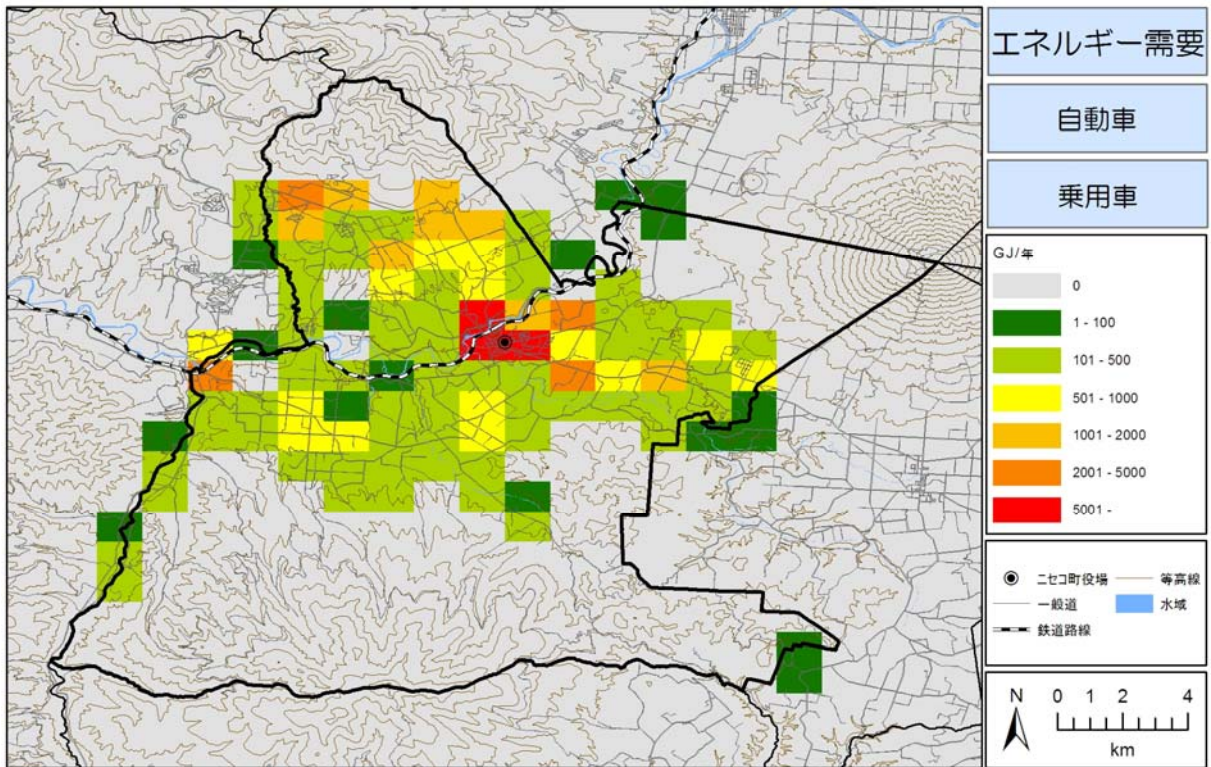 エネルギー需要
自動車
乗用車
GJ/年
0
1 - 100
101 - 500
501 - 1000
1001 - 2000
2001 - 5000
5001 -
ニセコ町役場
等高線
一般道
水域
鉄道路線
N
0 1 2 4
km